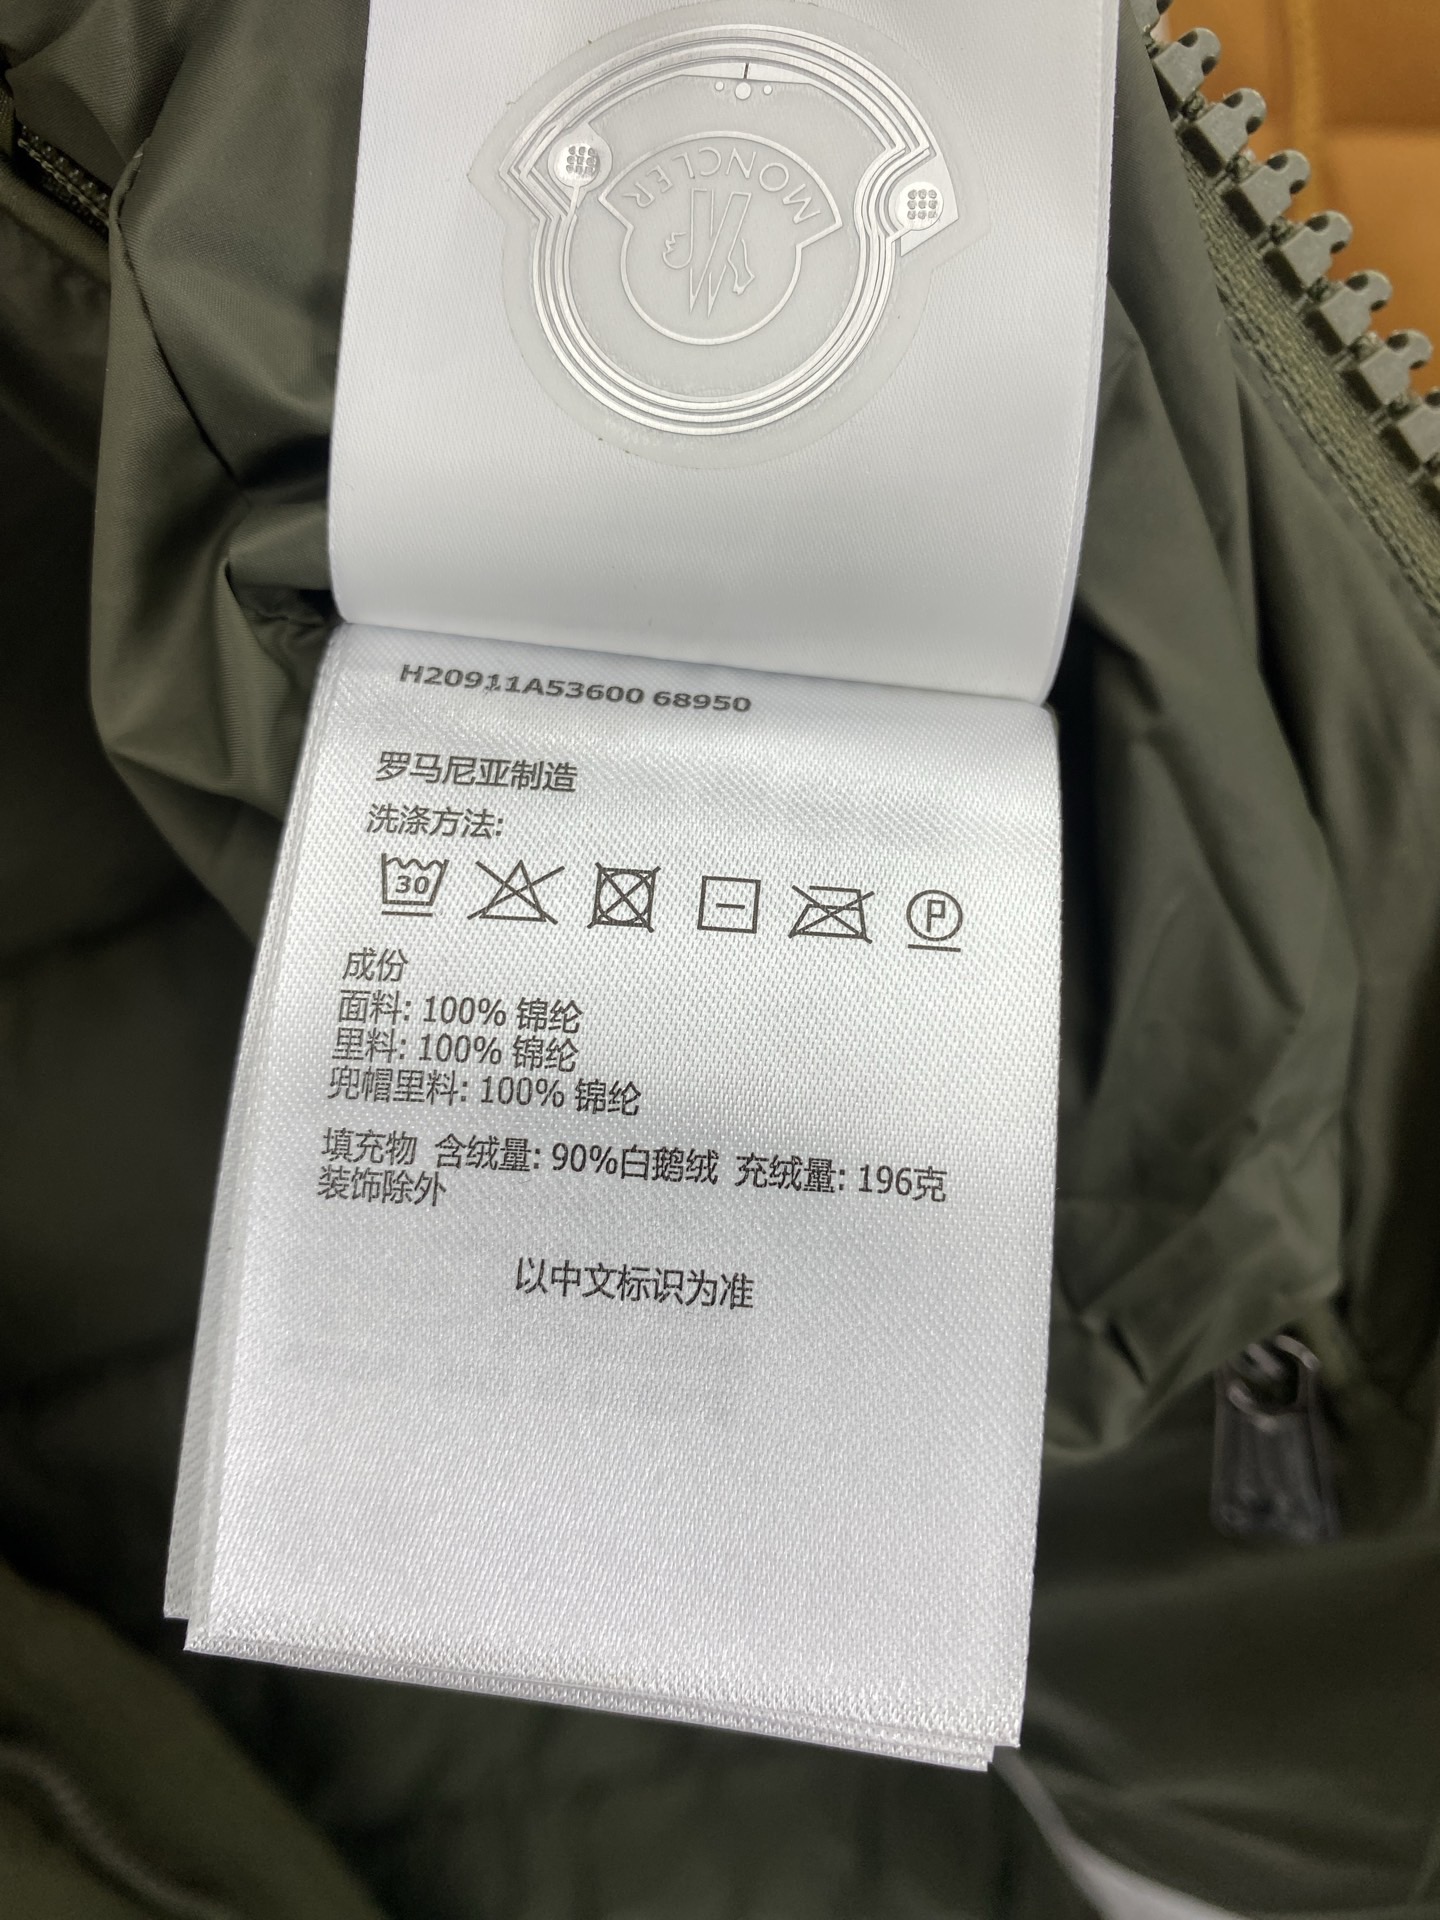 MONCLER
H20911A53600 68950
罗马尼亚制造
洗涤方法:
30
P
成份
面料: 100% 锦纶
里料: 100% 锦纶
兜帽里料: 100% 锦纶
填充物 含绒量: 90%白鹅绒 充绒量: 196克
装饰除外
以中文标识为准